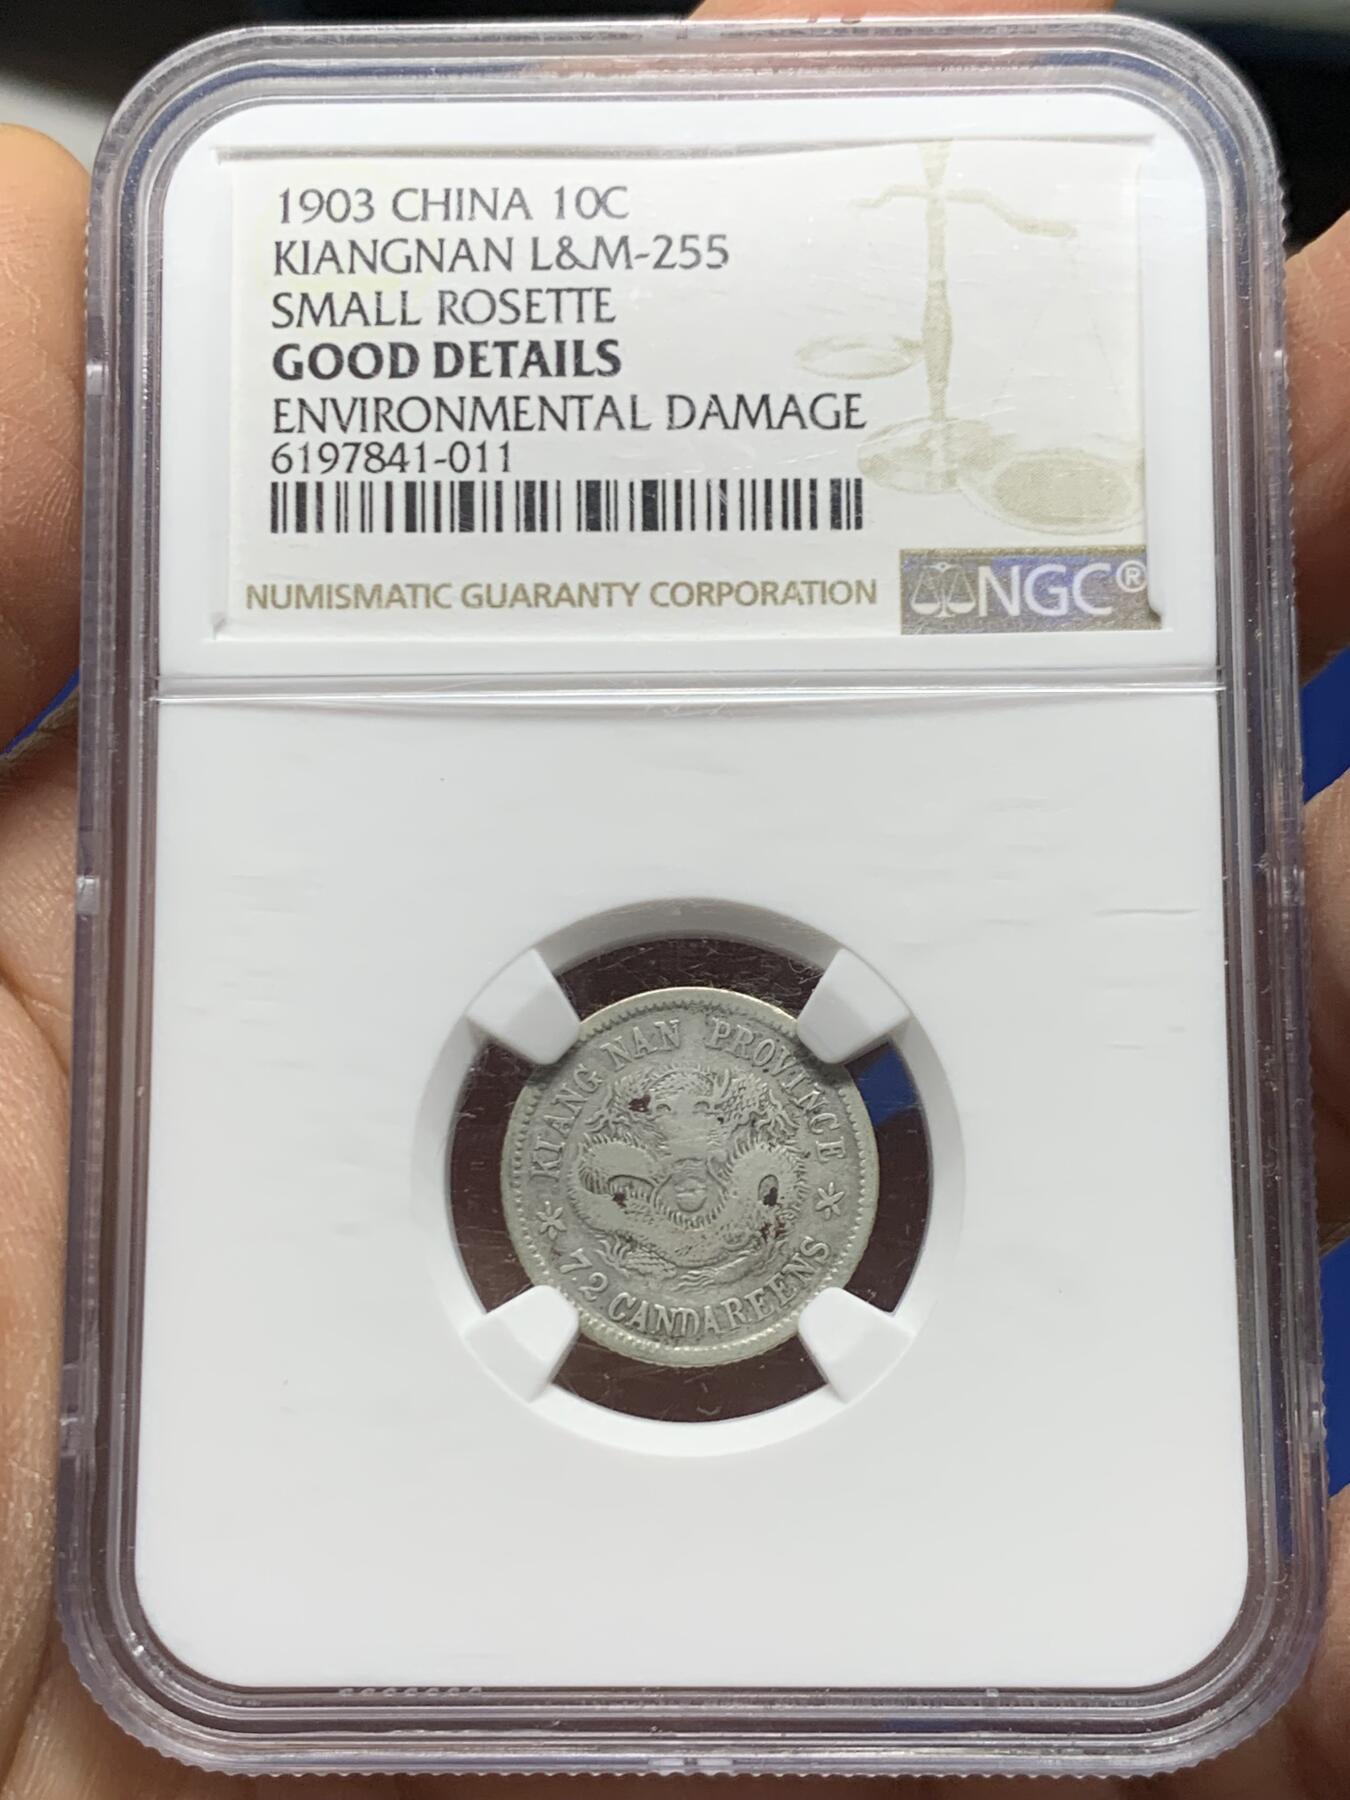 1903 CHINA 10C
KIANGNAN L&M-255
SMALL ROSETTE
GOOD DETAILS
ENVIRONMENTAL DAMAGE
6197841-011
NUMISMATIC GUARANTY CORPORATION
NGC®
KIANG NAN PROVINCE
7.2 CANDAREENS